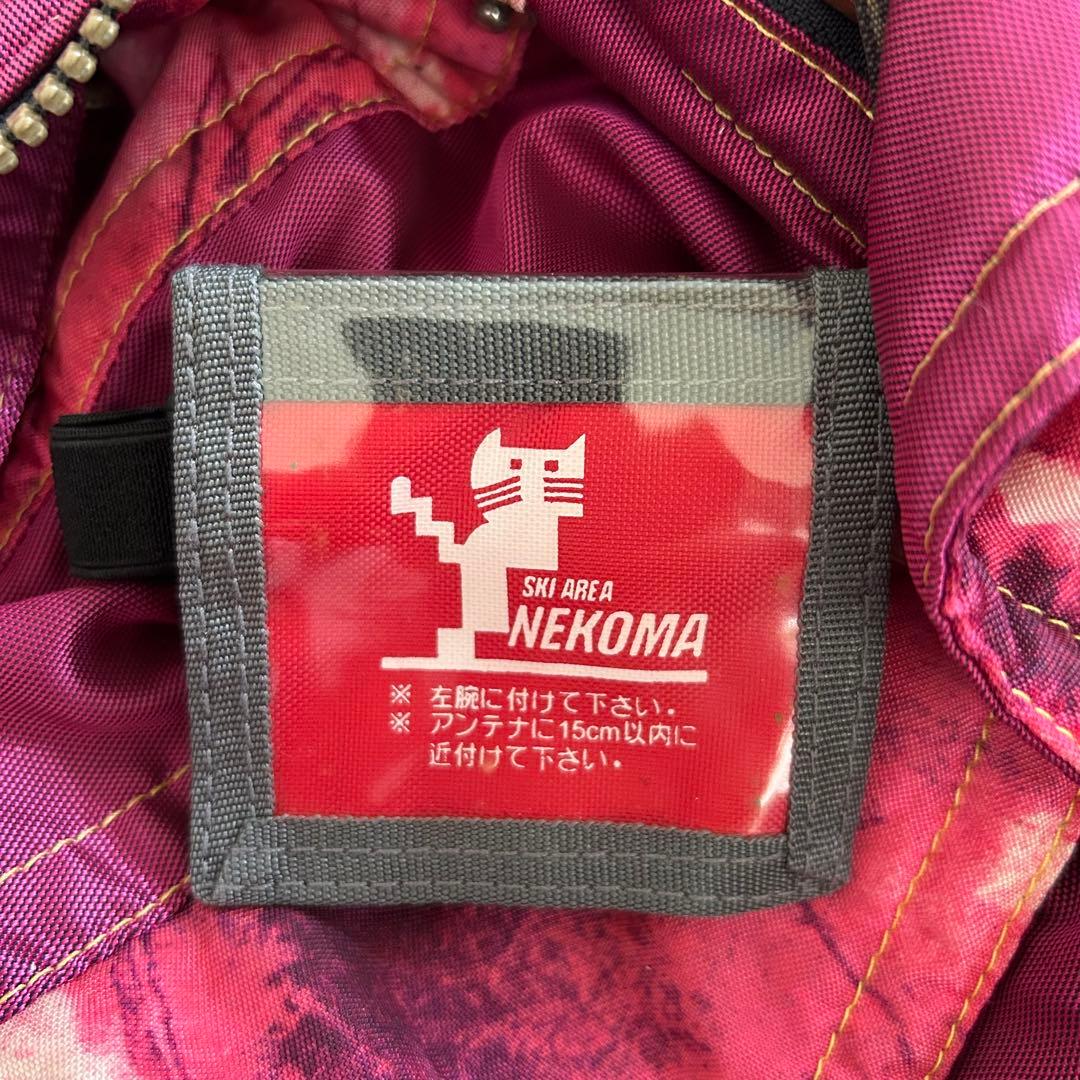 SKI AREA
NEKOMA
※ 左腕に付けて下さい.
※ アンテナに15cm以内に
近付けて下さい.